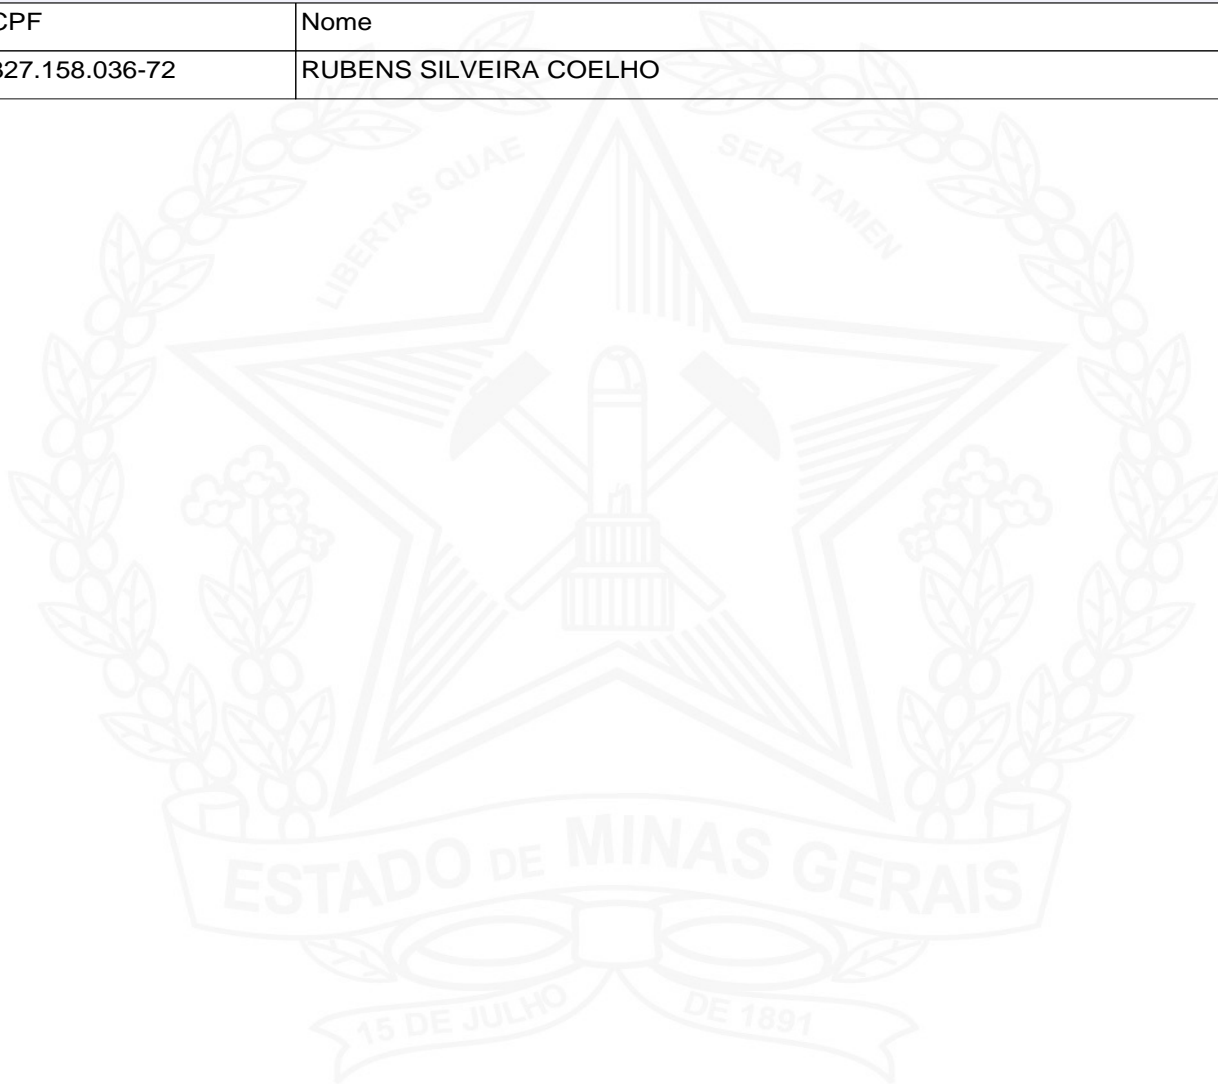 CPF Nome
827.158.036-72 RUBENS SILVEIRA COELHO
LIBERTAS QUAE SERA TAMEN
ESTADO DE MINAS GERAIS
15 DE JULHO DE 1891